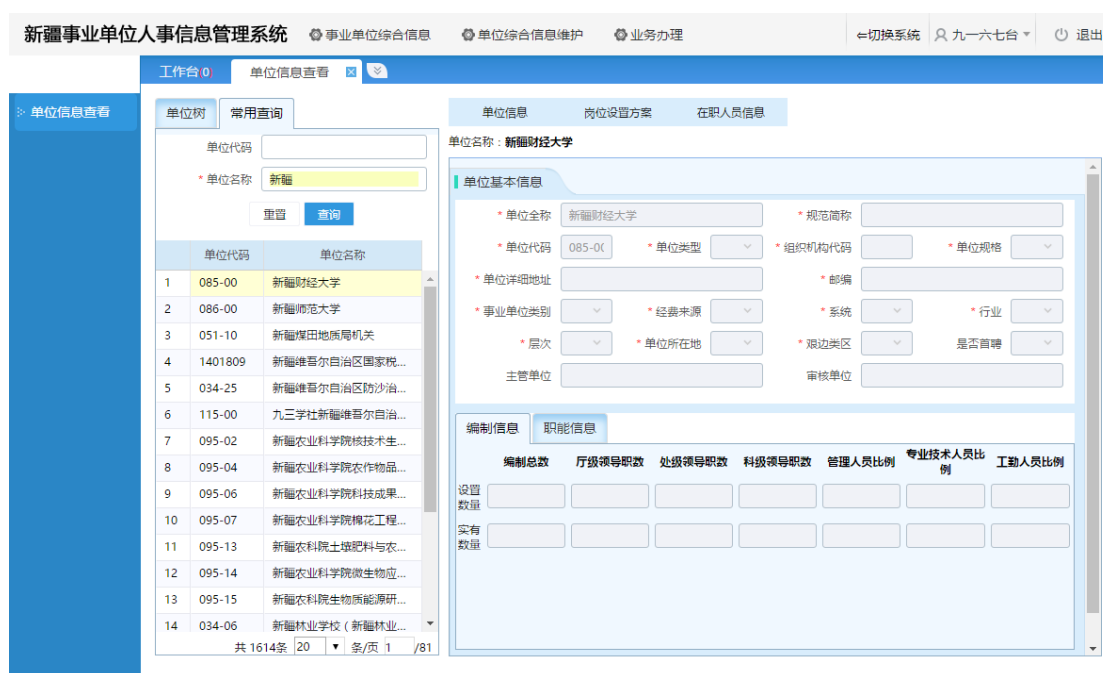 新疆事业单位人事信息管理系统 事业单位综合信息 单位综合信息维护 业务办理 ⇐切换系统 九一六七台 退出
工作台(0) 单位信息查看
单位信息查看
单位树 常用查询
单位代码
* 单位名称 新疆
重置 查询
单位代码 单位名称
1 085-00 新疆财经大学
2 086-00 新疆师范大学
3 051-10 新疆煤田地质局机关
4 1401809 新疆维吾尔自治区国家税...
5 034-25 新疆维吾尔自治区防沙治...
6 115-00 九三学社新疆维吾尔自治...
7 095-02 新疆农业科学院核技术生...
8 095-04 新疆农业科学院农作物品...
9 095-06 新疆农业科学院科技成果...
10 095-07 新疆农业科学院棉花工程...
11 095-13 新疆农科院土壤肥料与农...
12 095-14 新疆农业科学院微生物应...
13 095-15 新疆农科院生物质能源研...
14 034-06 新疆林业学校（新疆林业...
共 1614条 20 条/页 1 /81
单位信息 岗位设置方案 在职人员信息
单位名称：新疆财经大学
单位基本信息
* 单位全称 新疆财经大学 * 规范简称
* 单位代码 085-0( * 单位类型 * 组织机构代码 * 单位规格
* 单位详细地址 * 邮编
* 事业单位类别 * 经费来源 * 系统 * 行业
* 层次 * 单位所在地 * 艰边类区 是否首聘
主管单位 审核单位
编制信息 职能信息
编制总数 厅级领导职数 处级领导职数 科级领导职数 管理人员比例 专业技术人员比例 工勤人员比例
设置数量
实有数量